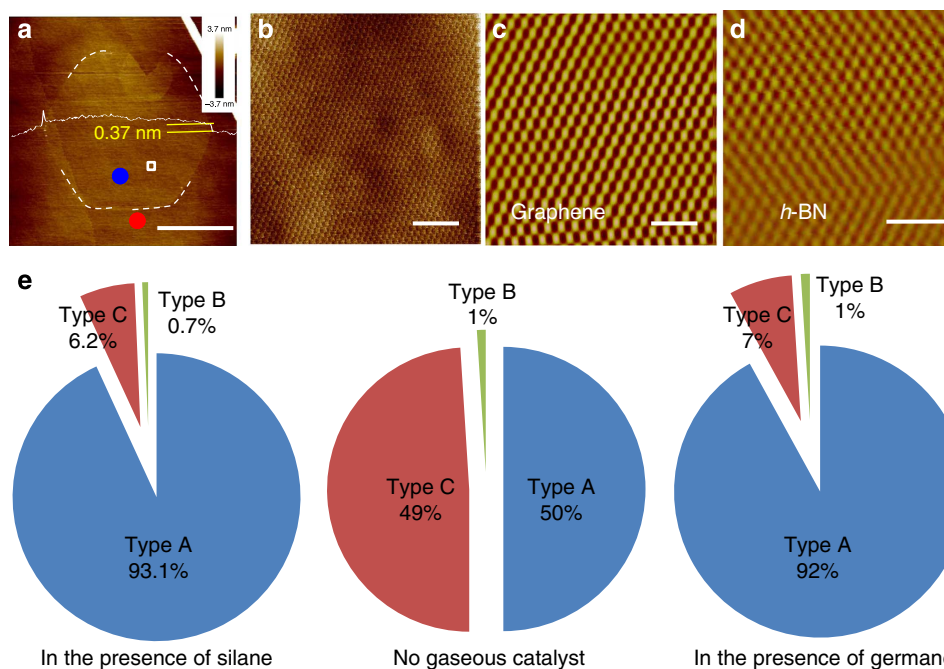 a
3.7 nm
–3.7 nm
0.37 nm
b
c
Graphene
d
h-BN
e
Type C
6.2%
Type B
0.7%
Type A
93.1%
In the presence of silane
Type B
1%
Type C
49%
Type A
50%
No gaseous catalyst
Type C
7%
Type B
1%
Type A
92%
In the presence of german